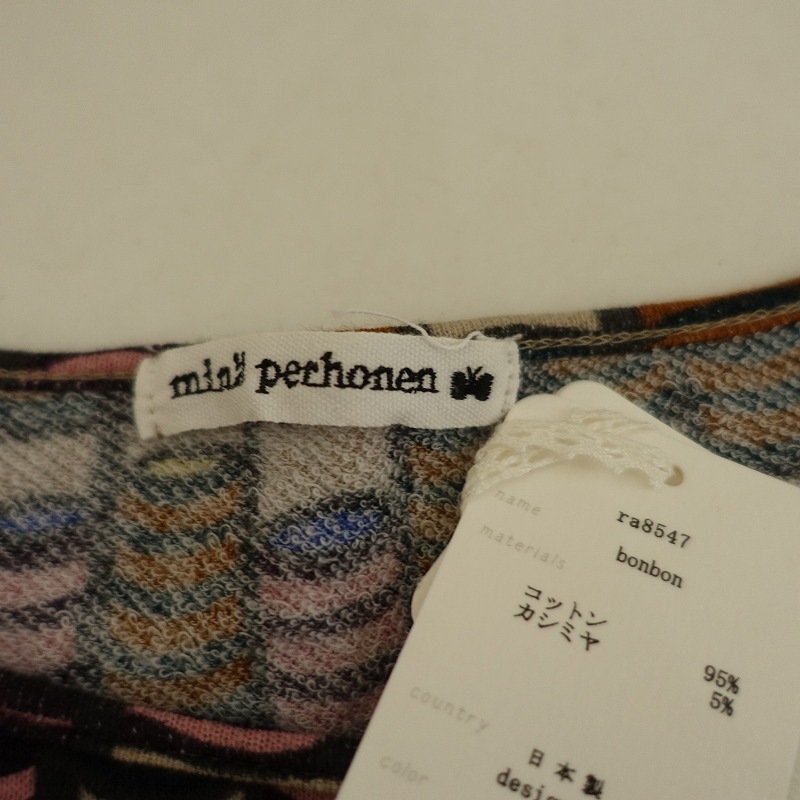 minä perhonen
name ra8547
materials bonbon
コットン 95%
カシミヤ 5%
country
日本製
color